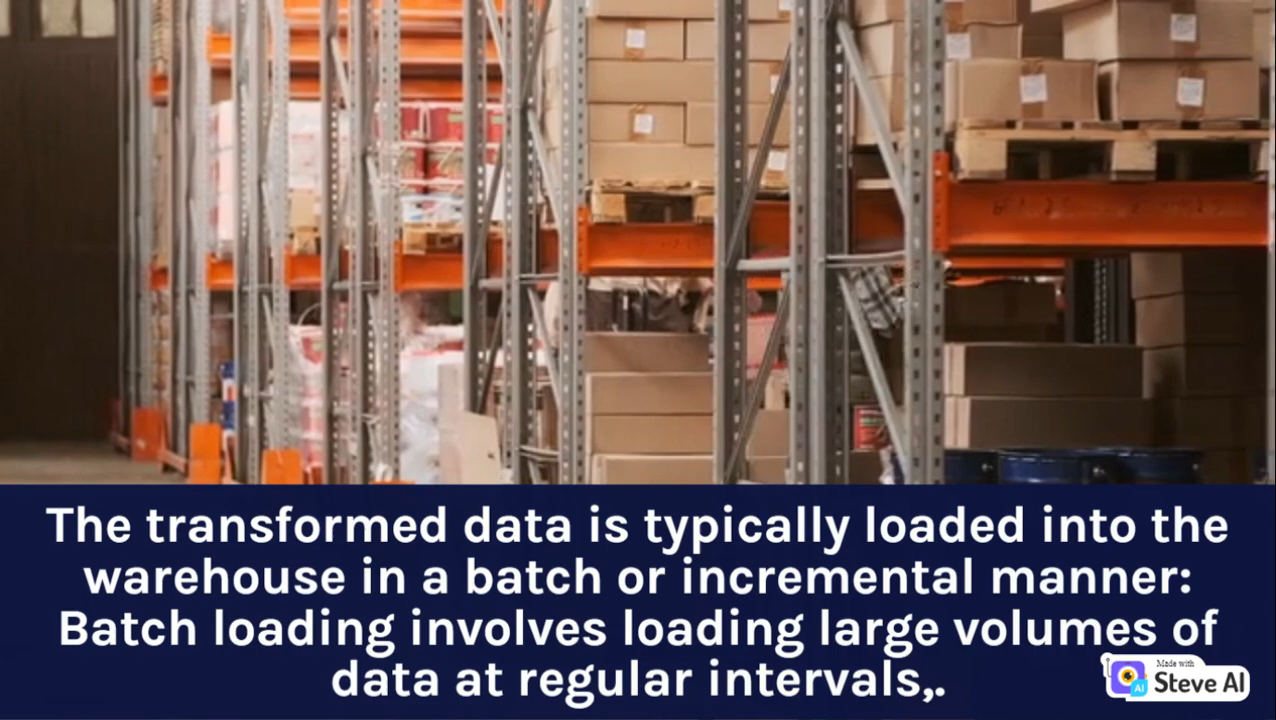 The transformed data is typically loaded into the
warehouse in a batch or incremental manner:
Batch loading involves loading large volumes of
data at regular intervals,.
Made with
Steve AI
AI